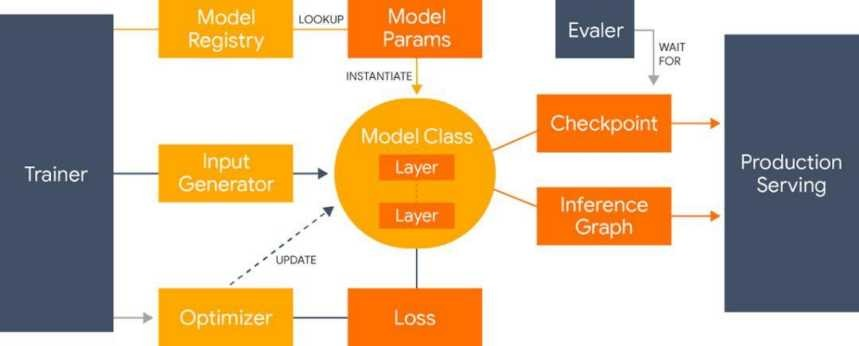 Trainer
Model
Registry
LOOKUP
Model
Params
INSTANTIATE
Evaler
WAIT
FOR
Input
Generator
Model Class
Layer
Layer
Checkpoint
Inference
Graph
Production
Serving
UPDATE
Optimizer
Loss